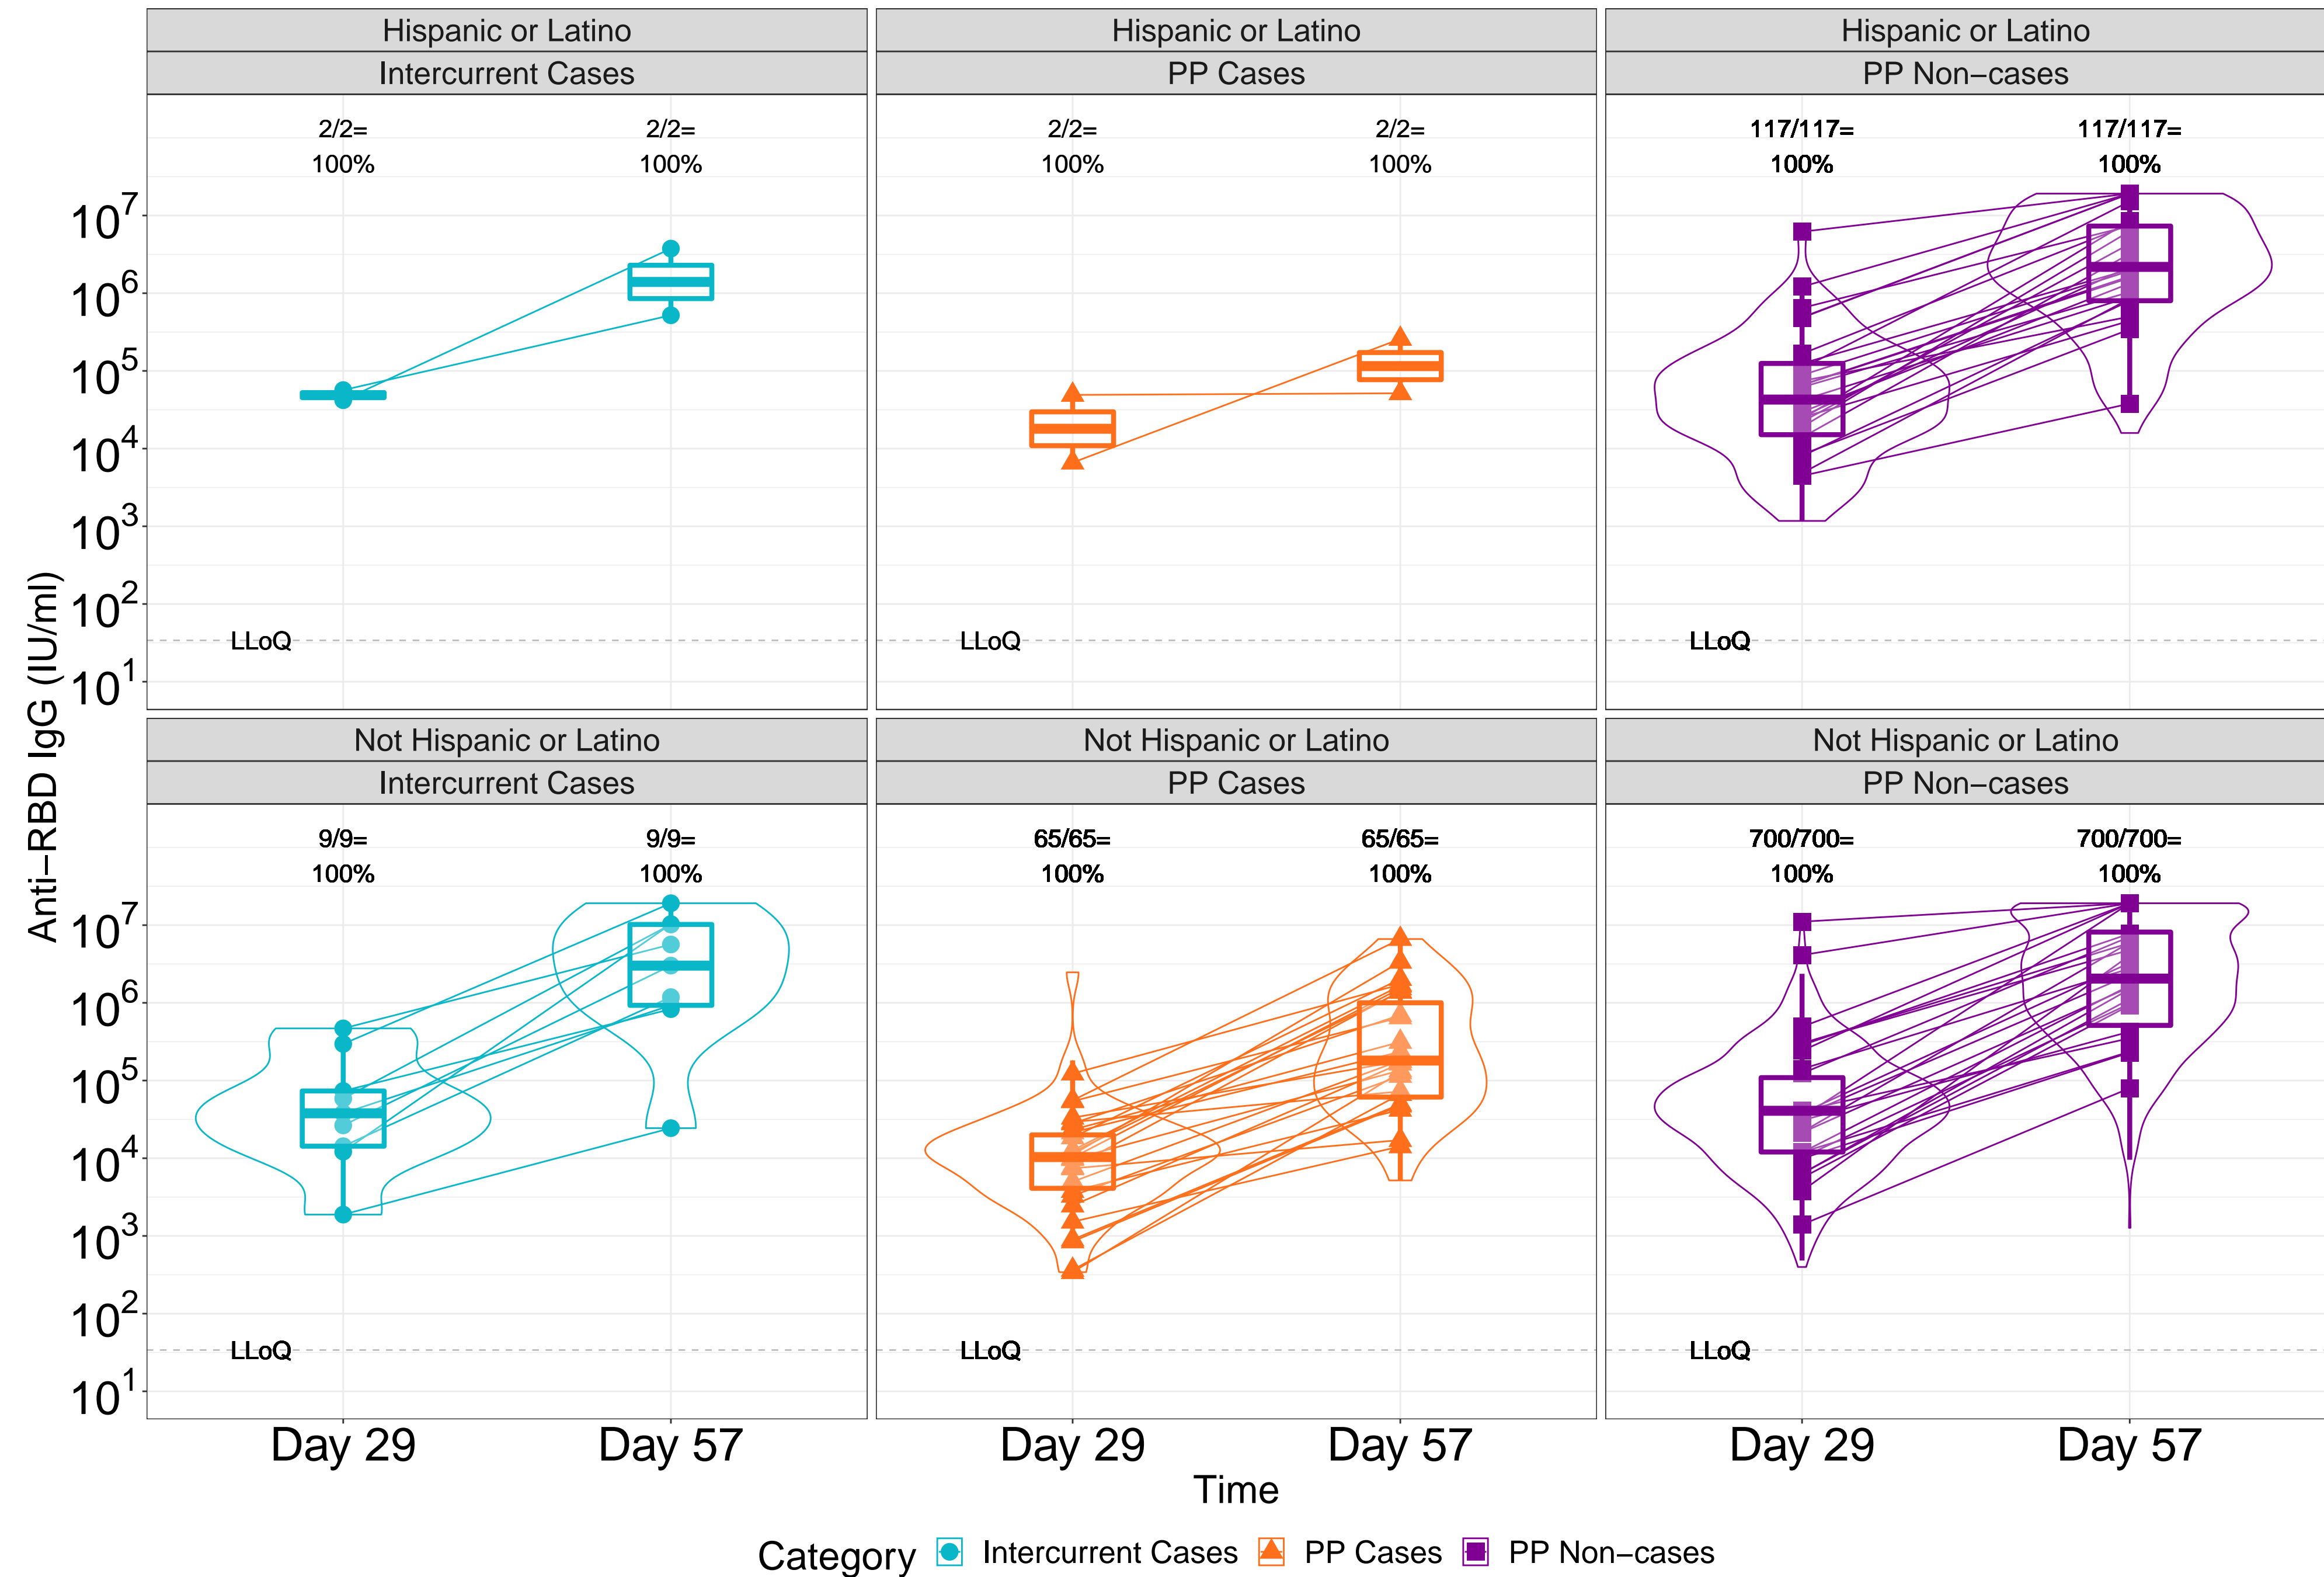 Hispanic or Latino
Hispanic or Latino
Hispanic or Latino
Intercurrent Cases
PP Cases
PP Non−cases
2/2=
100%
2/2=
100%
2/2=
100%
2/2=
100%
117/117=
100%
117/117=
100%
10^7
10^6
10^5
10^4
10^3
10^2
10^1
LLoQ
LLoQ
LLoQ
Anti−RBD IgG (IU/ml)
Not Hispanic or Latino
Not Hispanic or Latino
Not Hispanic or Latino
Intercurrent Cases
PP Cases
PP Non−cases
9/9=
100%
9/9=
100%
65/65=
100%
65/65=
100%
700/700=
100%
700/700=
100%
10^7
10^6
10^5
10^4
10^3
10^2
10^1
LLoQ
LLoQ
LLoQ
Day 29
Day 57
Day 29
Day 57
Day 29
Day 57
Time
Category Intercurrent Cases PP Cases PP Non−cases